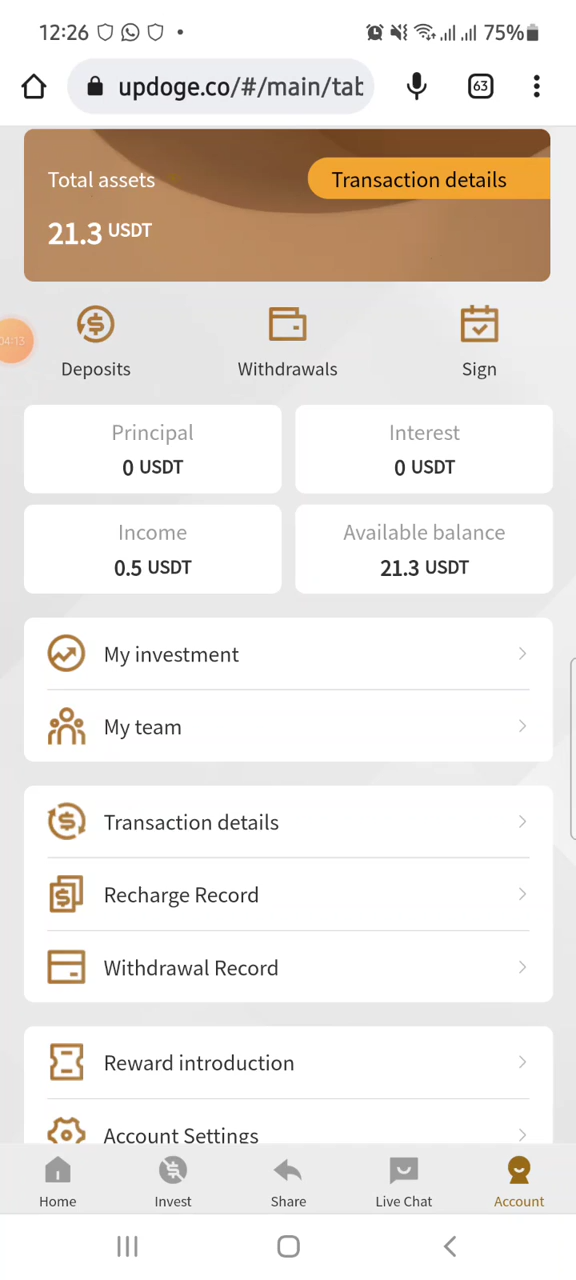 12:26 75%
updoge.co/#/main/tab 63
Total assets Transaction details
21.3 USDT
04:13
Deposits Withdrawals Sign
Principal Interest
0 USDT 0 USDT
Income Available balance
0.5 USDT 21.3 USDT
My investment
My team
Transaction details
Recharge Record
Withdrawal Record
Reward introduction
Account Settings
Home Invest Share Live Chat Account